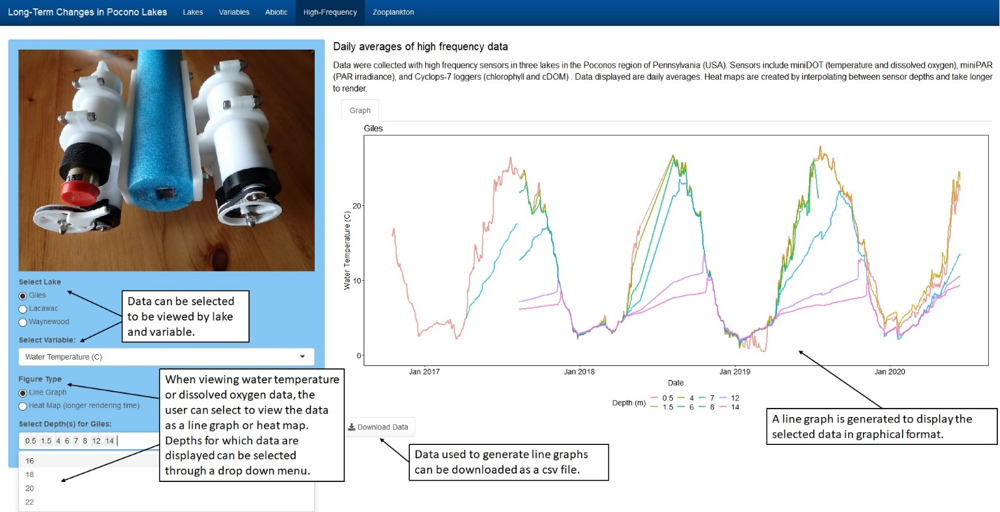 Long-Term Changes in Pocono Lakes Lakes Variables Abiotic High-Frequency Zooplankton
Daily averages of high frequency data
Data were collected with high frequency sensors in three lakes in the Poconos region of Pennsylvania (USA). Sensors include miniDOT (temperature and dissolved oxygen), miniPAR
(PAR irradiance), and Cyclops-7 loggers (chlorophyll and cDOM) . Data displayed are daily averages. Heat maps are created by interpolating between sensor depths and take longer
to render.
Graph
Giles
Water Temperature (C)
20
10
0
Jan 2017 Jan 2018 Jan 2019 Jan 2020
Date
Depth (m) 0.5 4 7 12
1.5 6 8 14
Download Data
Select Lake
Giles
Lacawac
Waynewood
Select Variable:
Water Temperature (C)
Figure Type
Line Graph
Heat Map (longer rendering time)
Select Depth(s) for Giles:
0.5 1.5 4 6 7 8 12 14
16
18
20
22
Data can be selected
to be viewed by lake
and variable.
When viewing water temperature
or dissolved oxygen data, the
user can select to view the data
as a line graph or heat map.
Depths for which data are
displayed can be selected
through a drop down menu.
Data used to generate line graphs
can be downloaded as a csv file.
A line graph is generated to display the
selected data in graphical format.